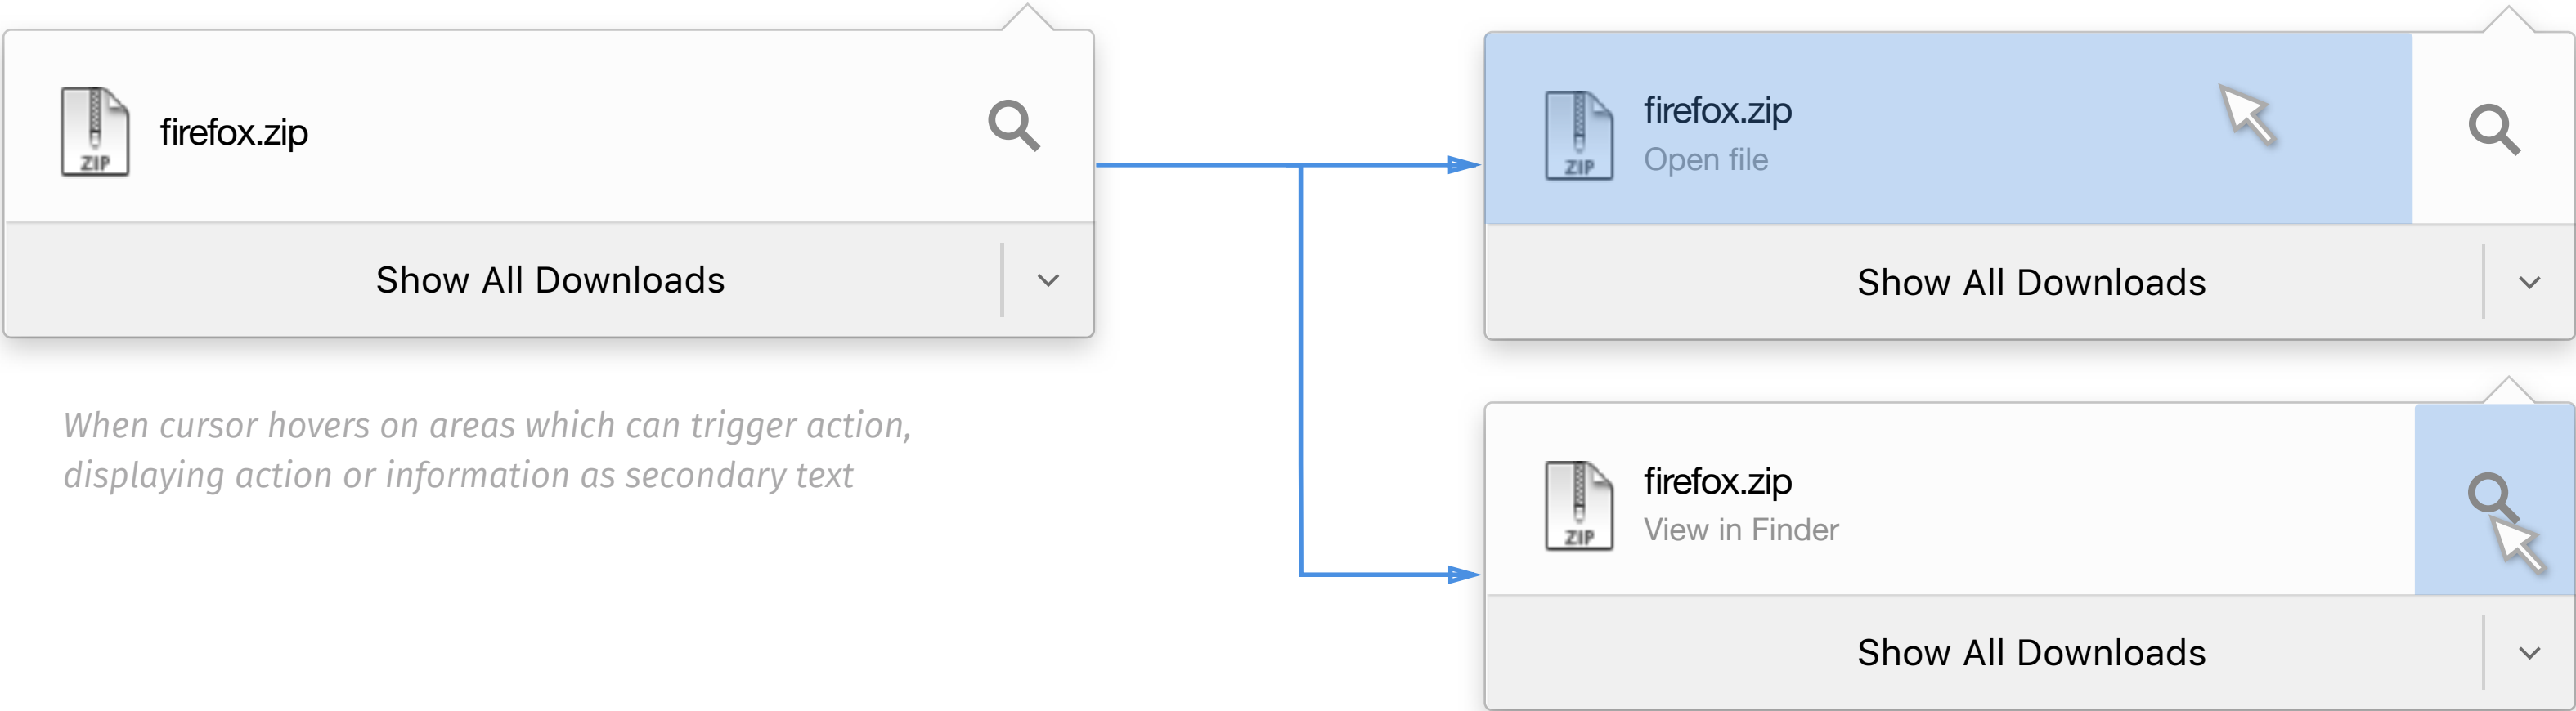 ZIP
firefox.zip
Show All Downloads
When cursor hovers on areas which can trigger action,
displaying action or information as secondary text
ZIP
firefox.zip
Open file
Show All Downloads
ZIP
firefox.zip
View in Finder
Show All Downloads